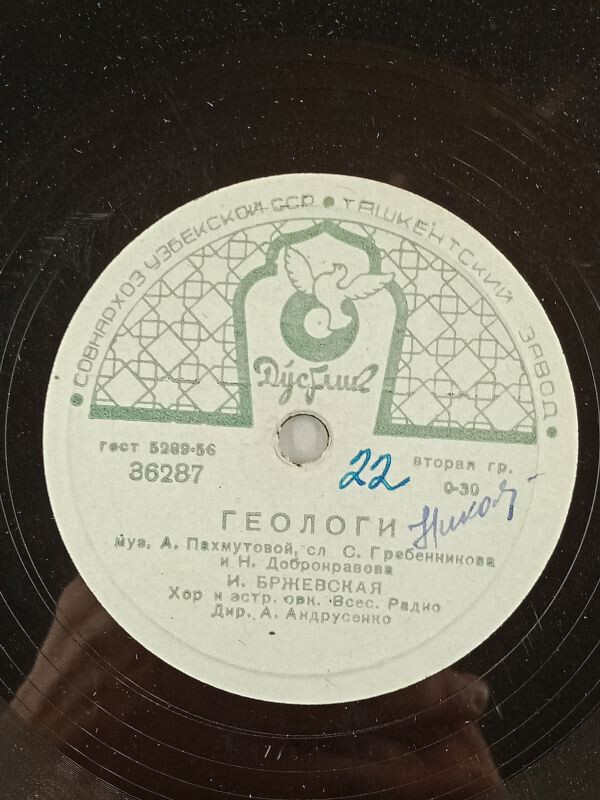 СОВНАРХОЗ УЗБЕКСКОЙ ССР • ТАШКЕНТСКИЙ ЗАВОД
Дӯстлик
гост 5289-56
36287
22
вторая гр.
0-30
ГЕОЛОГИ
муз. А. Пахмутовой, сл. С. Гребенникова
и Н. Добронравова
И. БРЖЕВСКАЯ
Хор и эстр. орк. Всес. Радио
Дир. А. Андрусенко